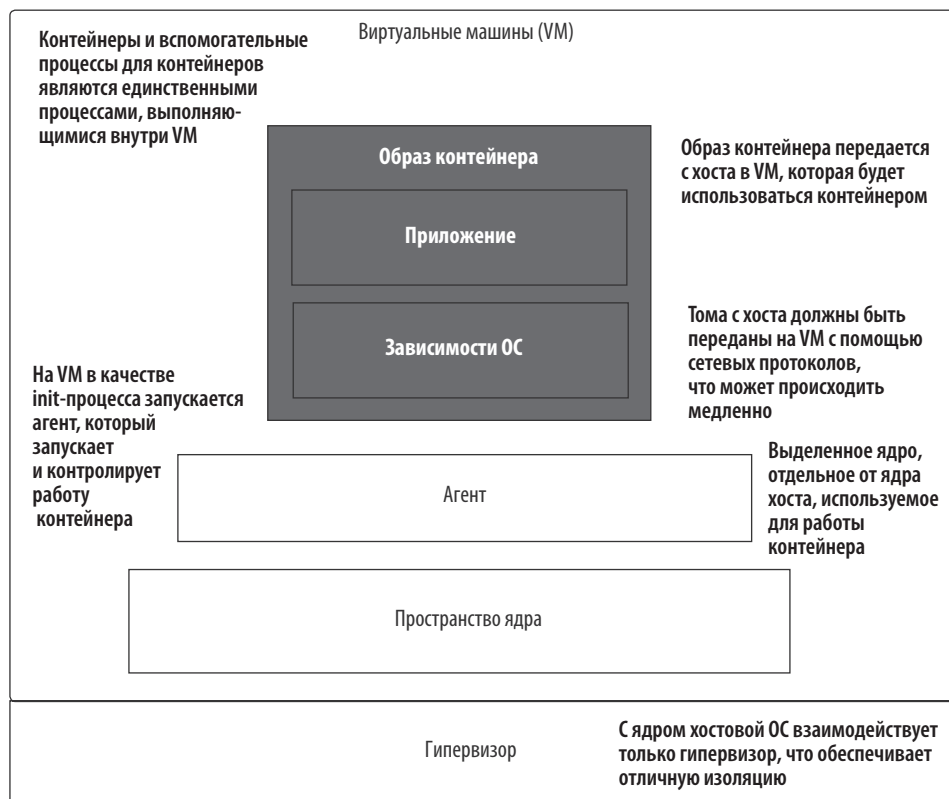 Виртуальные машины (VM)
Контейнеры и вспомогательные
процессы для контейнеров
являются единственными
процессами, выполняю-
щимися внутри VM
Образ контейнера
Приложение
Зависимости ОС
Образ контейнера передается
с хоста в VM, которая будет
использоваться контейнером
Тома с хоста должны быть
переданы на VM с помощью
сетевых протоколов,
что может происходить
медленно
На VM в качестве
init-процесса запускается
агент, который
запускает
и контролирует
работу
контейнера
Агент
Выделенное ядро,
отдельное от ядра
хоста, используемое
для работы
контейнера
Пространство ядра
Гипервизор
С ядром хостовой ОС взаимодействует
только гипервизор, что обеспечивает
отличную изоляцию